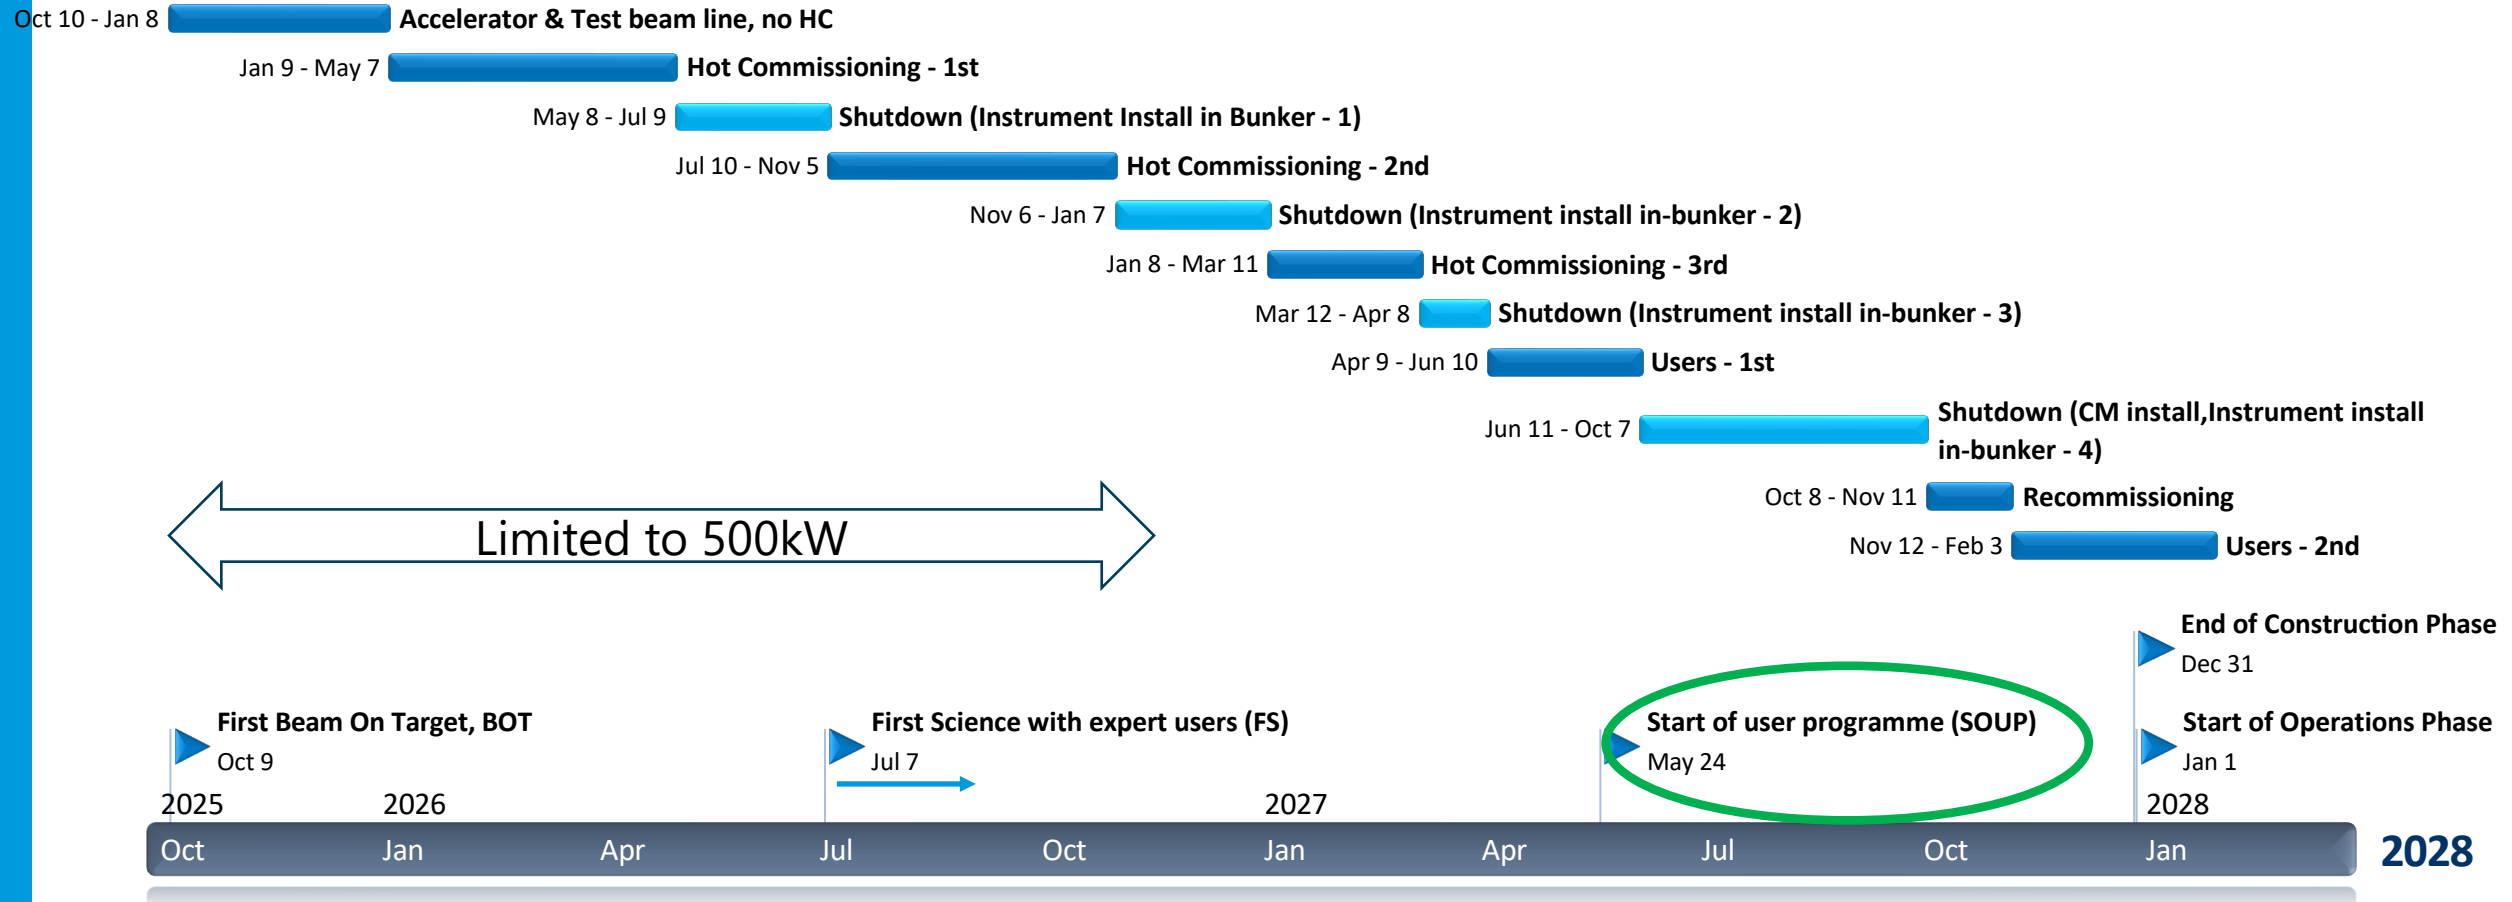 Oct 10 - Jan 8 Accelerator & Test beam line, no HC
Jan 9 - May 7 Hot Commissioning - 1st
May 8 - Jul 9 Shutdown (Instrument Install in Bunker - 1)
Jul 10 - Nov 5 Hot Commissioning - 2nd
Nov 6 - Jan 7 Shutdown (Instrument install in-bunker - 2)
Jan 8 - Mar 11 Hot Commissioning - 3rd
Mar 12 - Apr 8 Shutdown (Instrument install in-bunker - 3)
Apr 9 - Jun 10 Users - 1st
Jun 11 - Oct 7 Shutdown (CM install,Instrument install
in-bunker - 4)
Oct 8 - Nov 11 Recommissioning
Limited to 500kW
Nov 12 - Feb 3 Users - 2nd
End of Construction Phase
Dec 31
First Beam On Target, BOT
Oct 9
First Science with expert users (FS)
Jul 7
Start of user programme (SOUP)
May 24
Start of Operations Phase
Jan 1
2025 2026 2027 2028
Oct Jan Apr Jul Oct Jan Apr Jul Oct Jan 2028